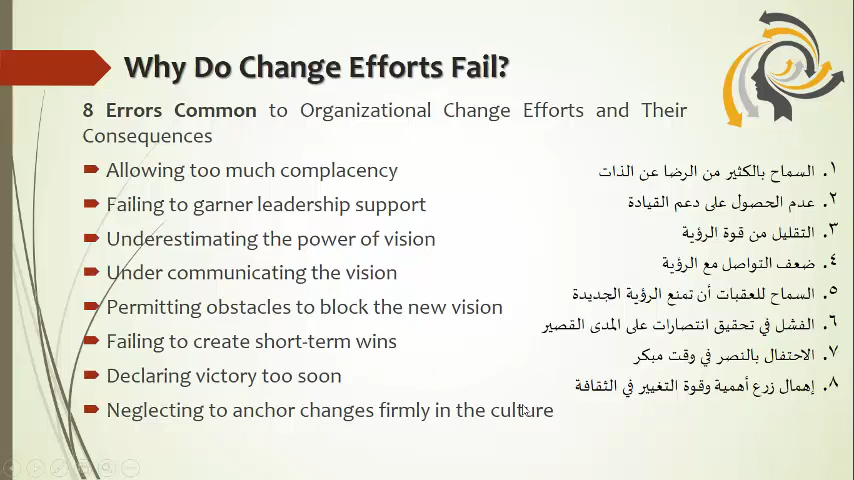 Why Do Change Efforts Fail?
8 Errors Common to Organizational Change Efforts and Their
Consequences
Allowing too much complacency
Failing to garner leadership support
Underestimating the power of vision
Under communicating the vision
Permitting obstacles to block the new vision
Failing to create short-term wins
Declaring victory too soon
Neglecting to anchor changes firmly in the culture
١. السماح بالكثير من الرضا عن الذات
٢. عدم الحصول على دعم القيادة
٣. التقليل من قوة الرؤية
٤. ضعف التواصل مع الرؤية
٥. السماح للعقبات أن تمنع الرؤية الجديدة
٦. الفشل في تحقيق انتصارات على المدى القصير
٧. الاحتفال بالنصر في وقت مبكر
٨. إهمال زرع أهمية وقوة التغيير في الثقافة